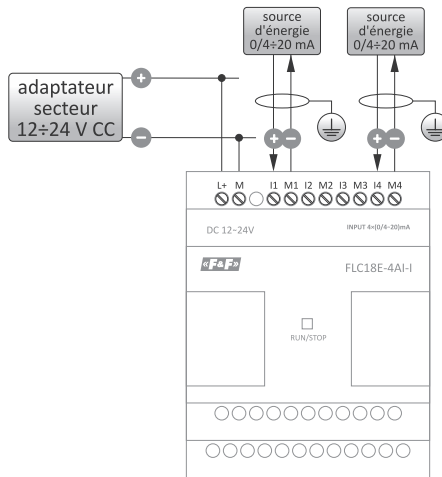 source
d'énergie
0/4÷20 mA
source
d'énergie
0/4÷20 mA
adaptateur
secteur
12÷24 V CC
+
−
+ − + −
L+ M I1 M1 I2 M2 I3 M3 I4 M4
DC 12-24V INPUT 4×(0/4-20)mA
«F&F» FLC18E-4AI-I
RUN/STOP